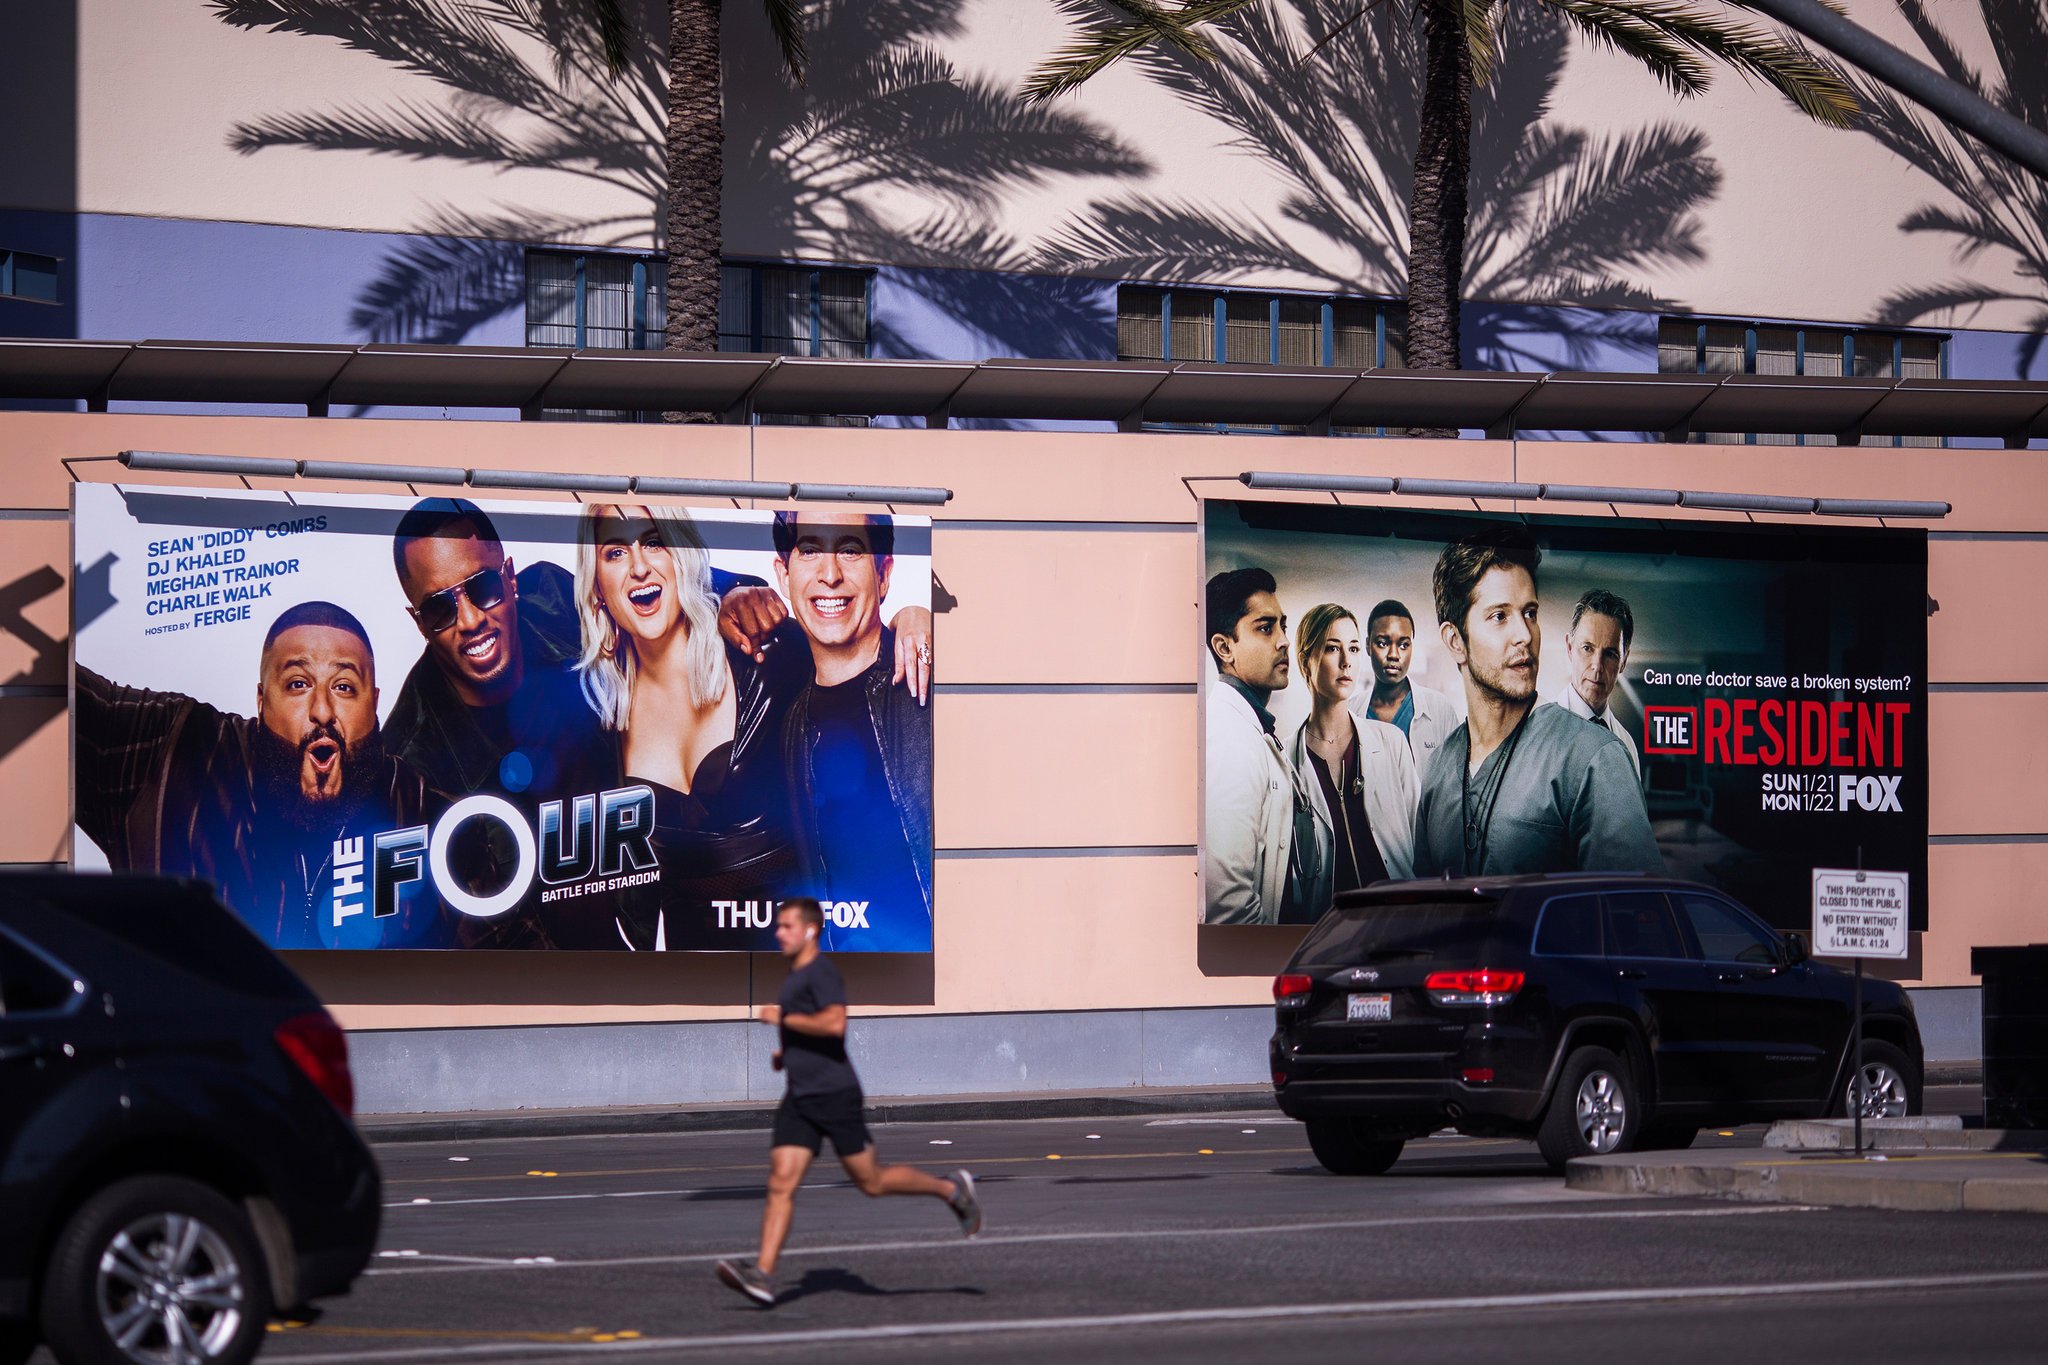 SEAN "DIDDY" COMBS
DJ KHALED
MEGHAN TRAINOR
CHARLIE WALK
HOSTED BY FERGIE
THE FOUR
BATTLE FOR STARDOM
THU FOX
Can one doctor save a broken system?
THE RESIDENT
SUN 1/21
MON 1/22
FOX
THIS PROPERTY IS
CLOSED TO THE PUBLIC
NO ENTRY WITHOUT
PERMISSION
L.A.M.C. 41.24
Jeep